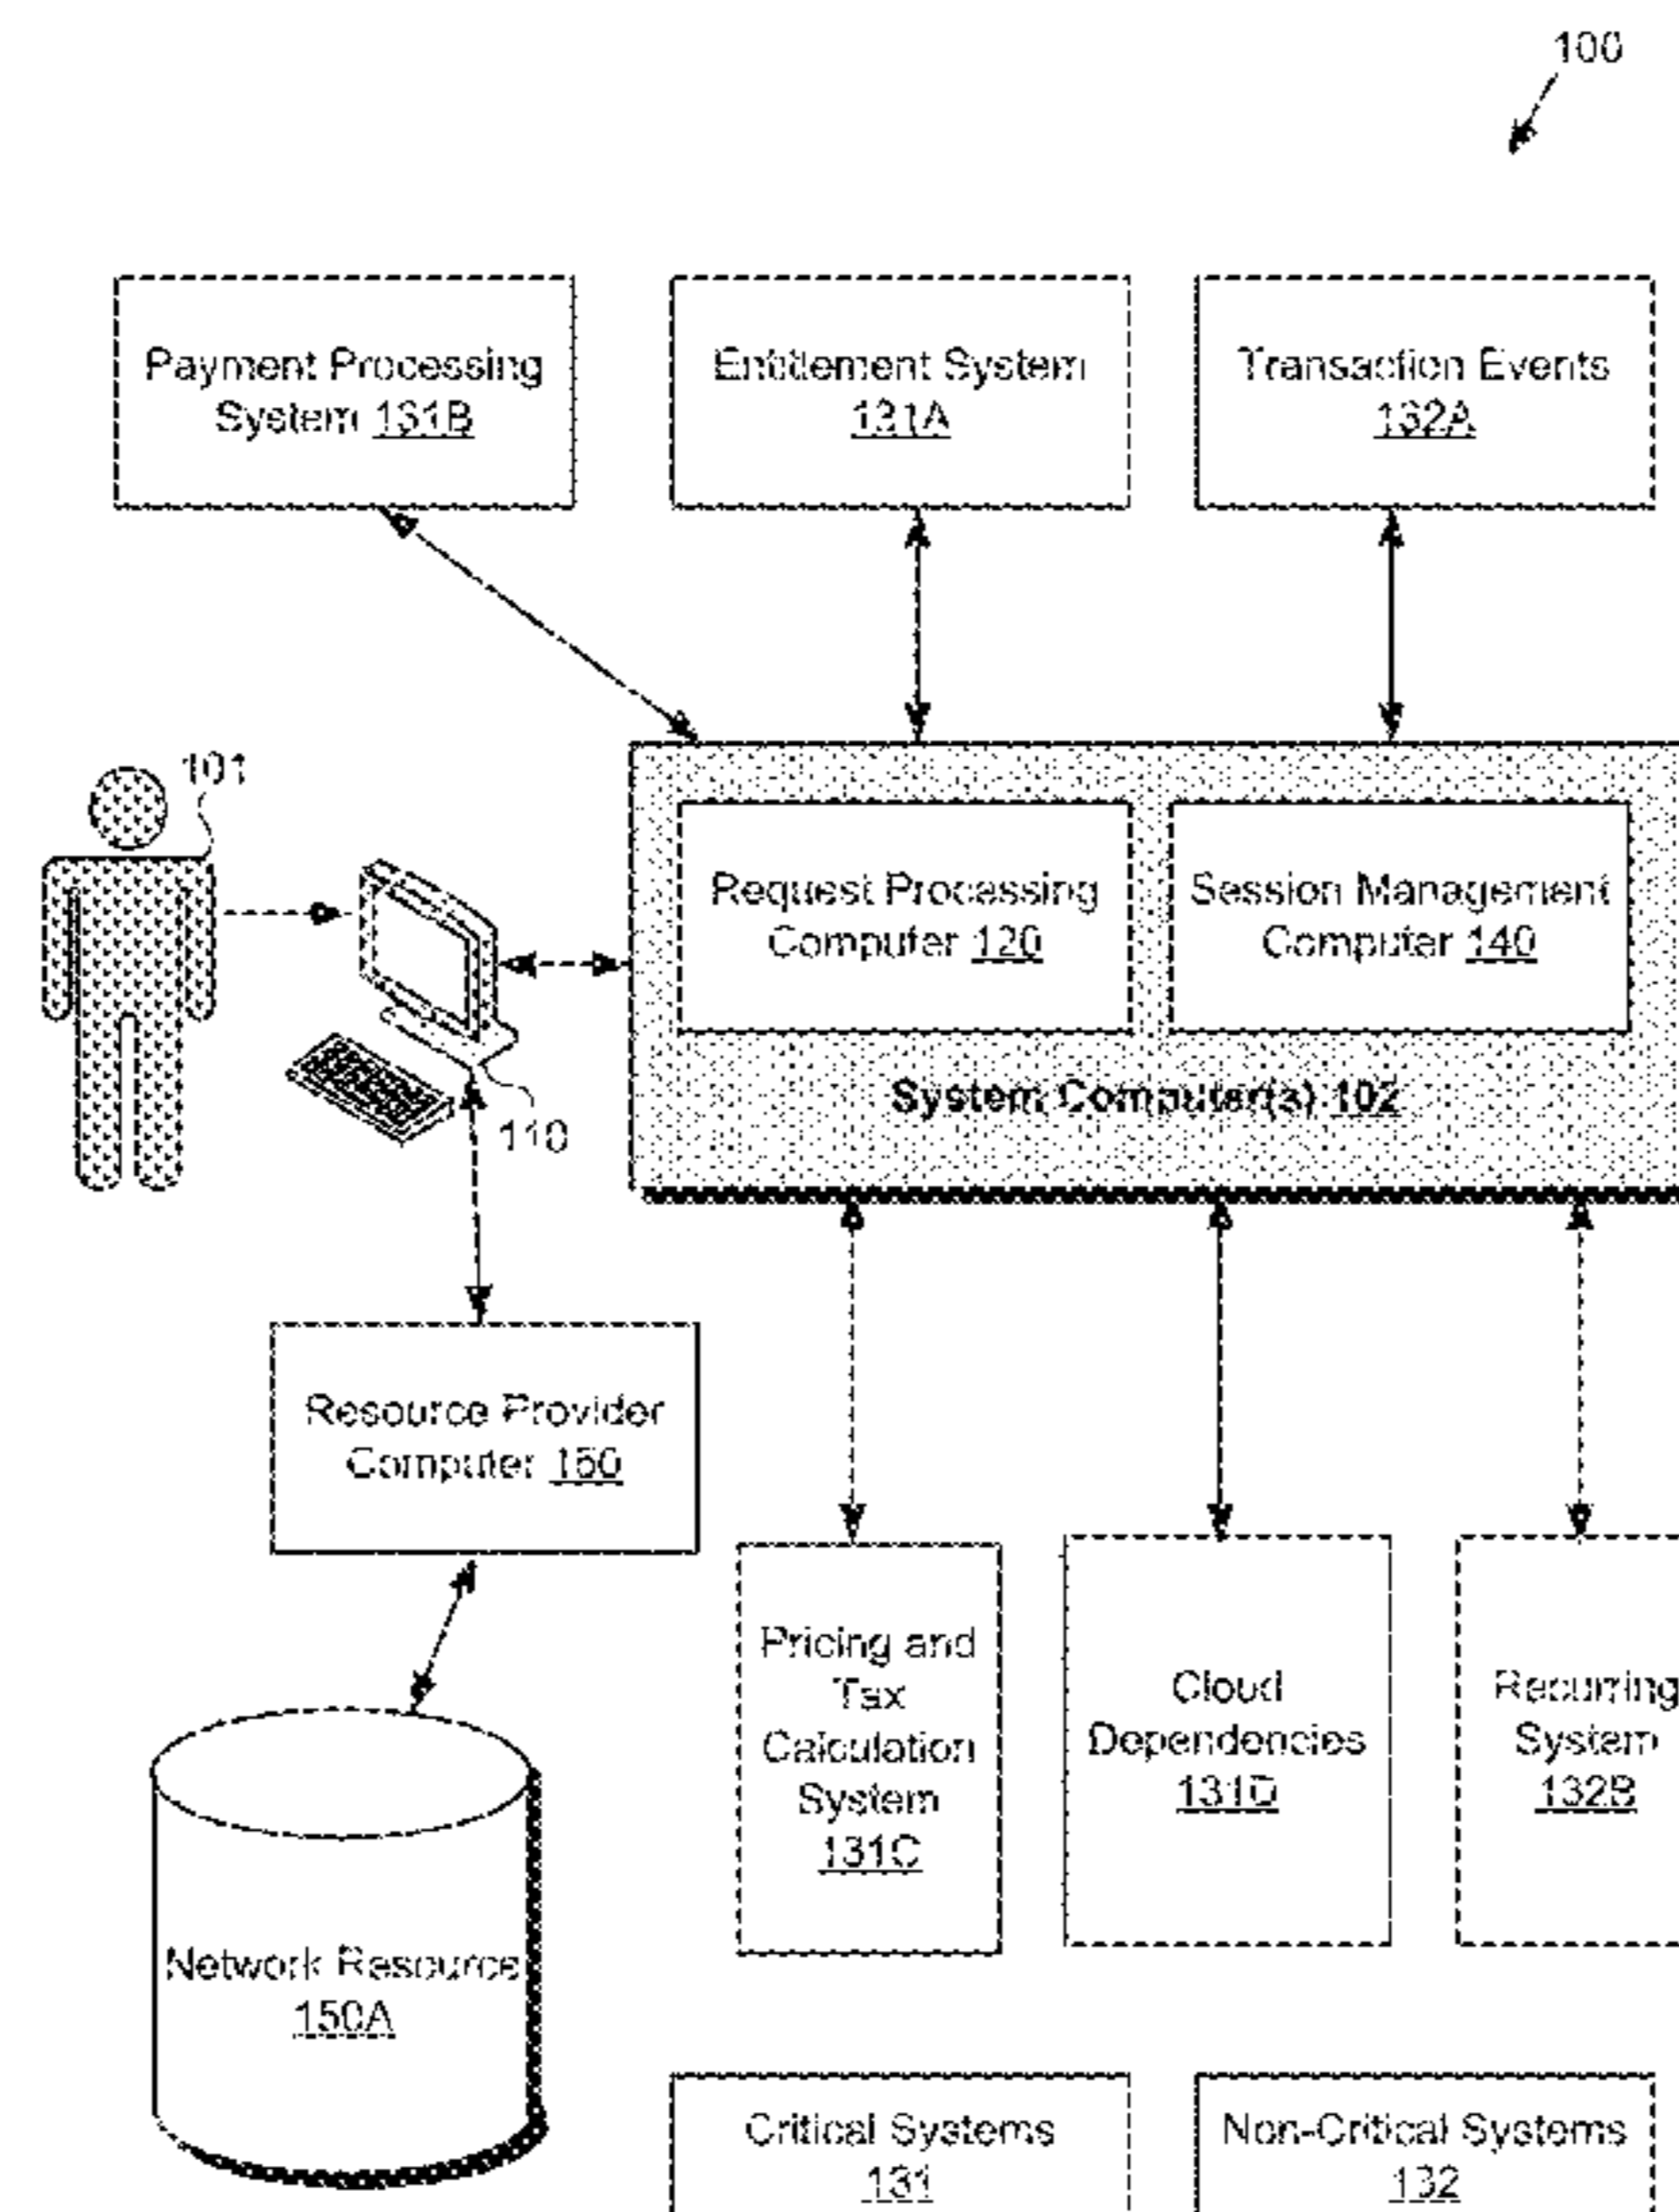 100
Payment Processing
System 131B
Entitlement System
131A
Transaction Events
132A
101
Request Processing
Computer 120
Session Management
Computer 140
System Computer(s) 102
110
Resource Provider
Computer 150
Pricing and
Tax
Calculation
System
131C
Cloud
Dependencies
131D
Recurring
System
132B
Network Resource
150A
Critical Systems
131
Non-Critical Systems
132